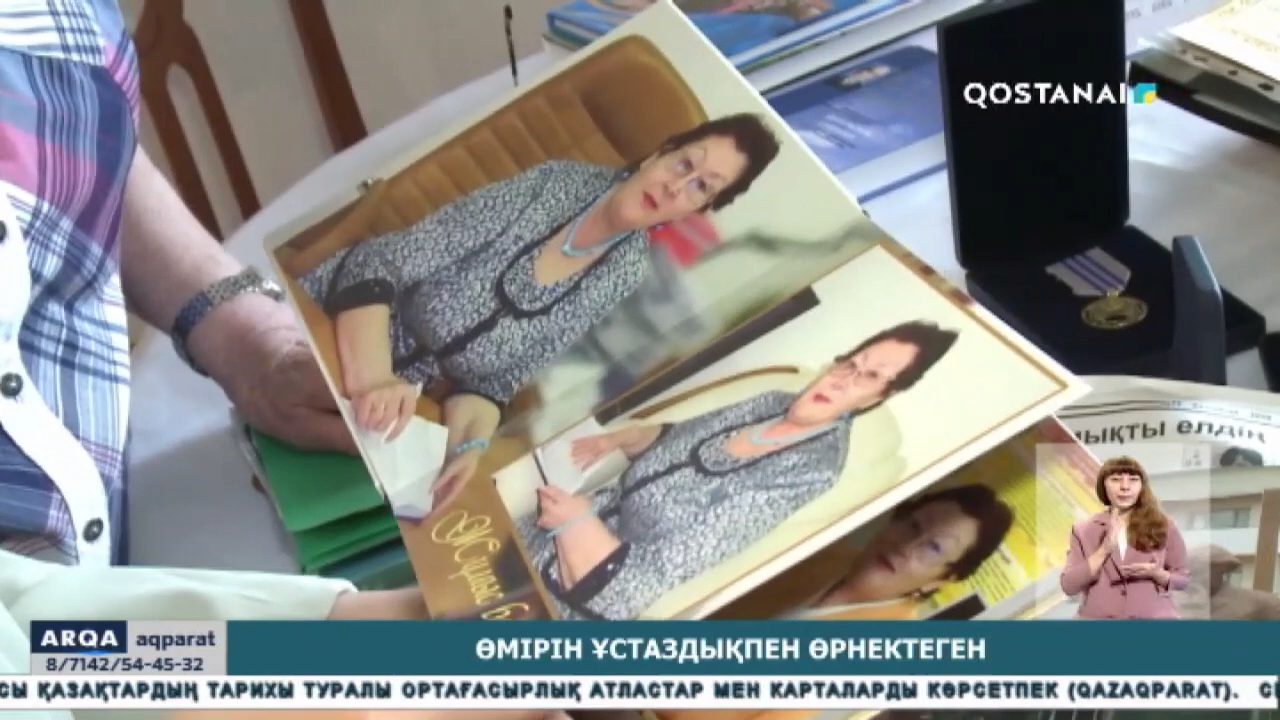 QOSTANAI
ЫҚТЫ елдің
ARQA aqparat
8/7142/54-45-32
ӨМІРІН ҰСТАЗДЫҚПЕН ӨРНЕКТЕГЕН
СЫ ҚАЗАҚТАРДЫҢ ТАРИХЫ ТУРАЛЫ ОРТАҒАСЫРЛЫҚ АТЛАСТАР МЕН КАРТАЛАРДЫ КӨРСЕТПЕК (QAZAQPARAT).